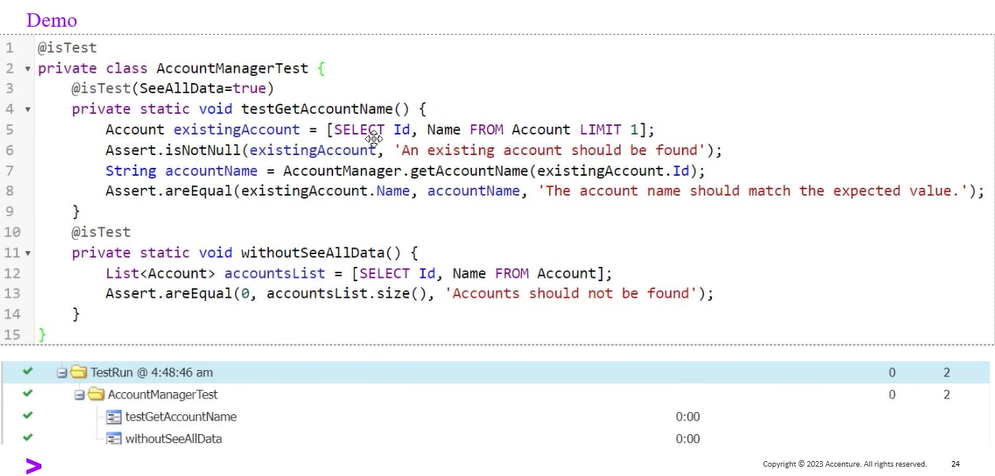 Demo
1 @isTest
2 private class AccountManagerTest {
3 @isTest(SeeAllData=true)
4 private static void testGetAccountName() {
5 Account existingAccount = [SELECT Id, Name FROM Account LIMIT 1];
6 Assert.isNotNull(existingAccount, 'An existing account should be found');
7 String accountName = AccountManager.getAccountName(existingAccount.Id);
8 Assert.areEqual(existingAccount.Name, accountName, 'The account name should match the expected value.');
9 }
10 @isTest
11 private static void withoutSeeAllData() {
12 List<Account> accountsList = [SELECT Id, Name FROM Account];
13 Assert.areEqual(0, accountsList.size(), 'Accounts should not be found');
14 }
15 }
TestRun @ 4:48:46 am 0 2
AccountManagerTest 0 2
testGetAccountName 0:00
withoutSeeAllData 0:00
Copyright © 2023 Accenture. All rights reserved. 24